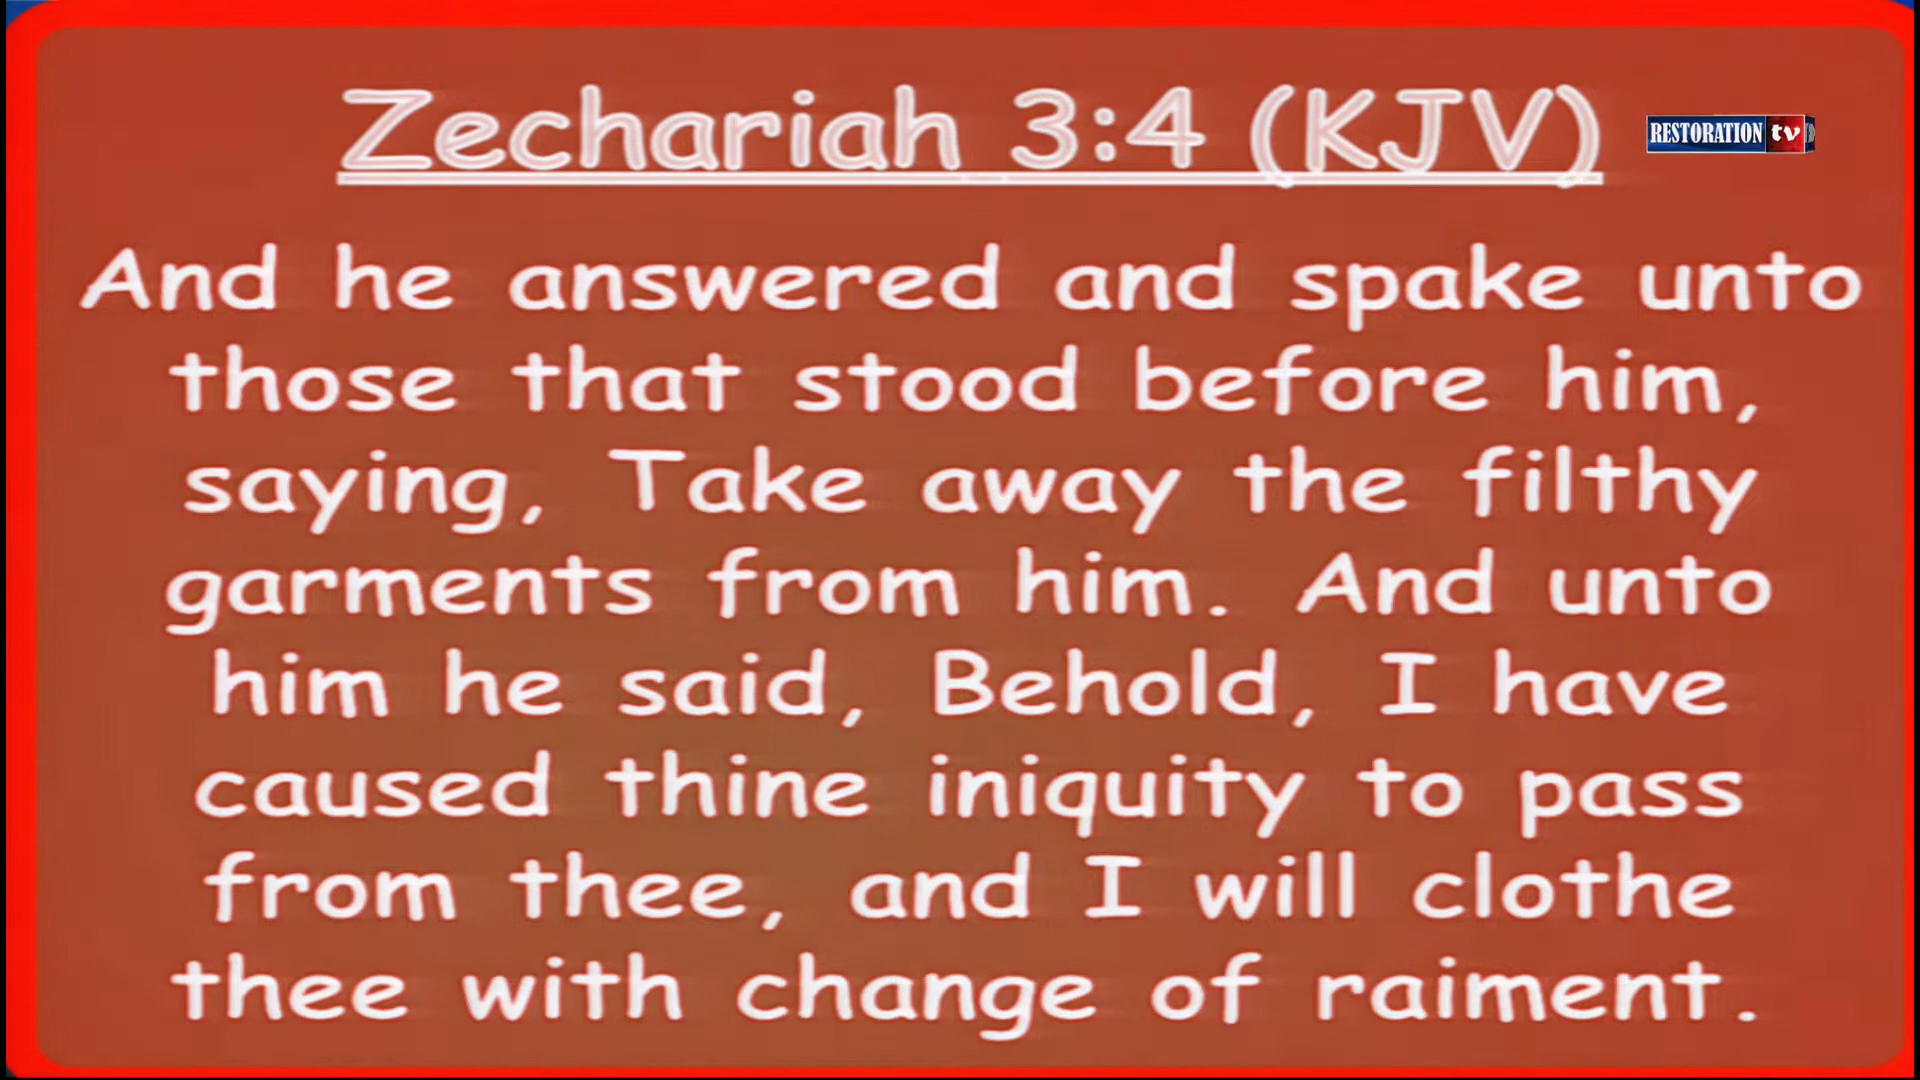 Zechariah 3:4 (KJV)
RESTORATION tv
And he answered and spake unto
those that stood before him,
saying, Take away the filthy
garments from him. And unto
him he said, Behold, I have
caused thine iniquity to pass
from thee, and I will clothe
thee with change of raiment.